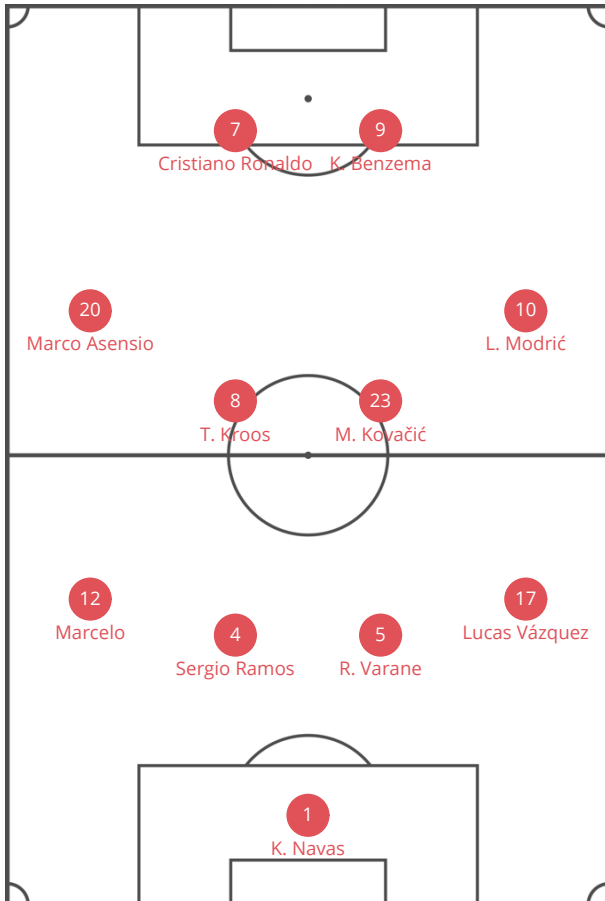 7
9
Cristiano Ronaldo
K. Benzema
20
10
Marco Asensio
L. Modrić
8
23
T. Kroos
M. Kovačić
12
17
Marcelo
Lucas Vázquez
4
5
Sergio Ramos
R. Varane
1
K. Navas